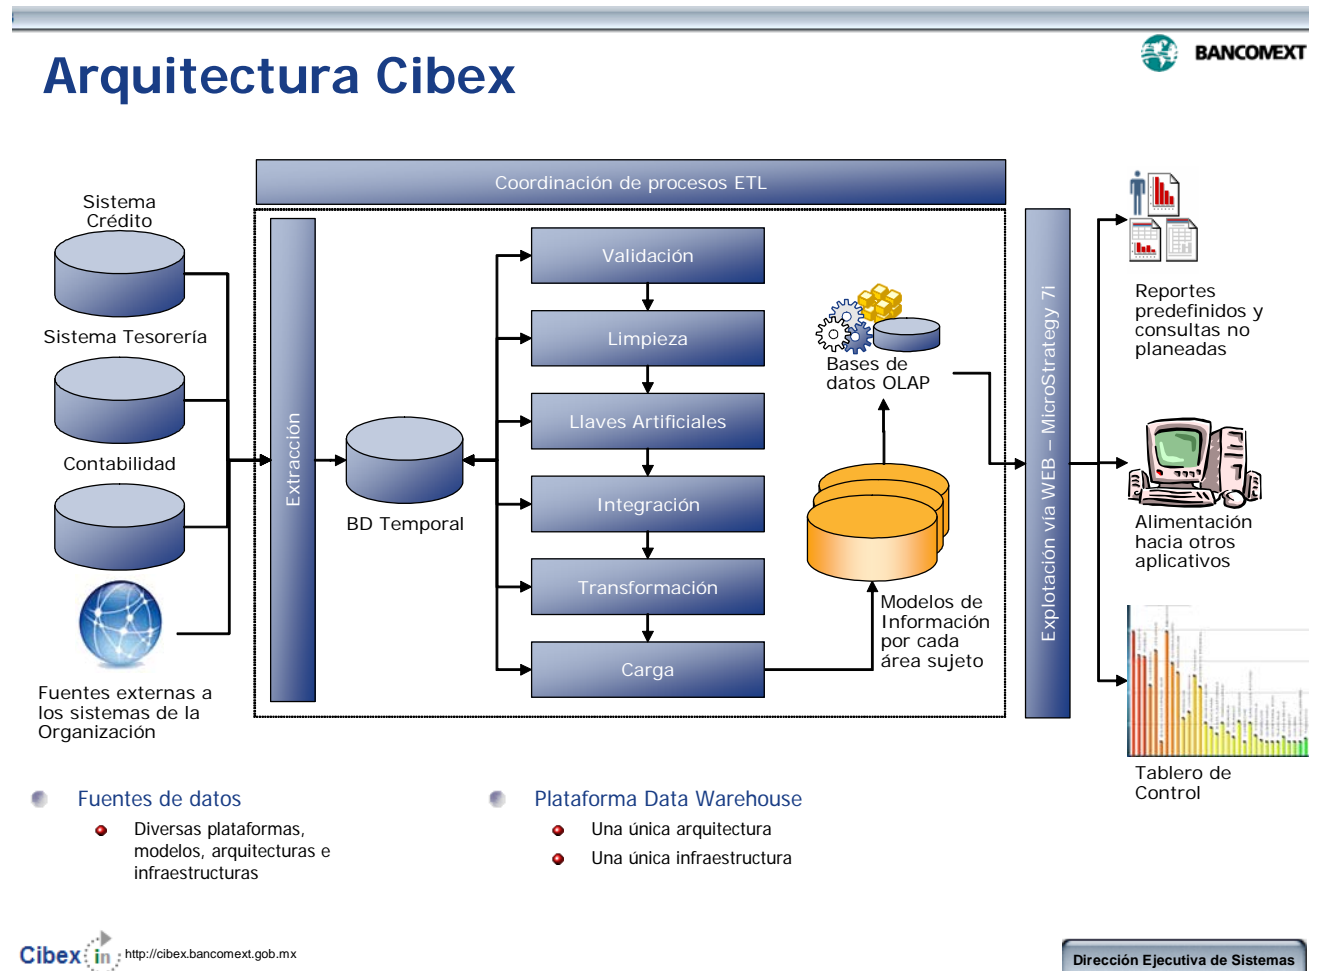 Arquitectura Cibex
BANCOMEXT
Coordinación de procesos ETL
Sistema
Crédito
Sistema Tesorería
Contabilidad
Fuentes externas a
los sistemas de la
Organización
Extracción
BD Temporal
Validación
Limpieza
Llaves Artificiales
Integración
Transformación
Carga
Bases de
datos OLAP
Modelos de
Información
por cada
área sujeto
Explotación vía WEB – MicroStrategy 7i
Reportes
predefinidos y
consultas no
planeadas
Alimentación
hacia otros
aplicativos
Tablero de
Control
Fuentes de datos
Diversas plataformas,
modelos, arquitecturas e
infraestructuras
Plataforma Data Warehouse
Una única arquitectura
Una única infraestructura
Cibex in
http://cibex.bancomext.gob.mx
Dirección Ejecutiva de Sistemas